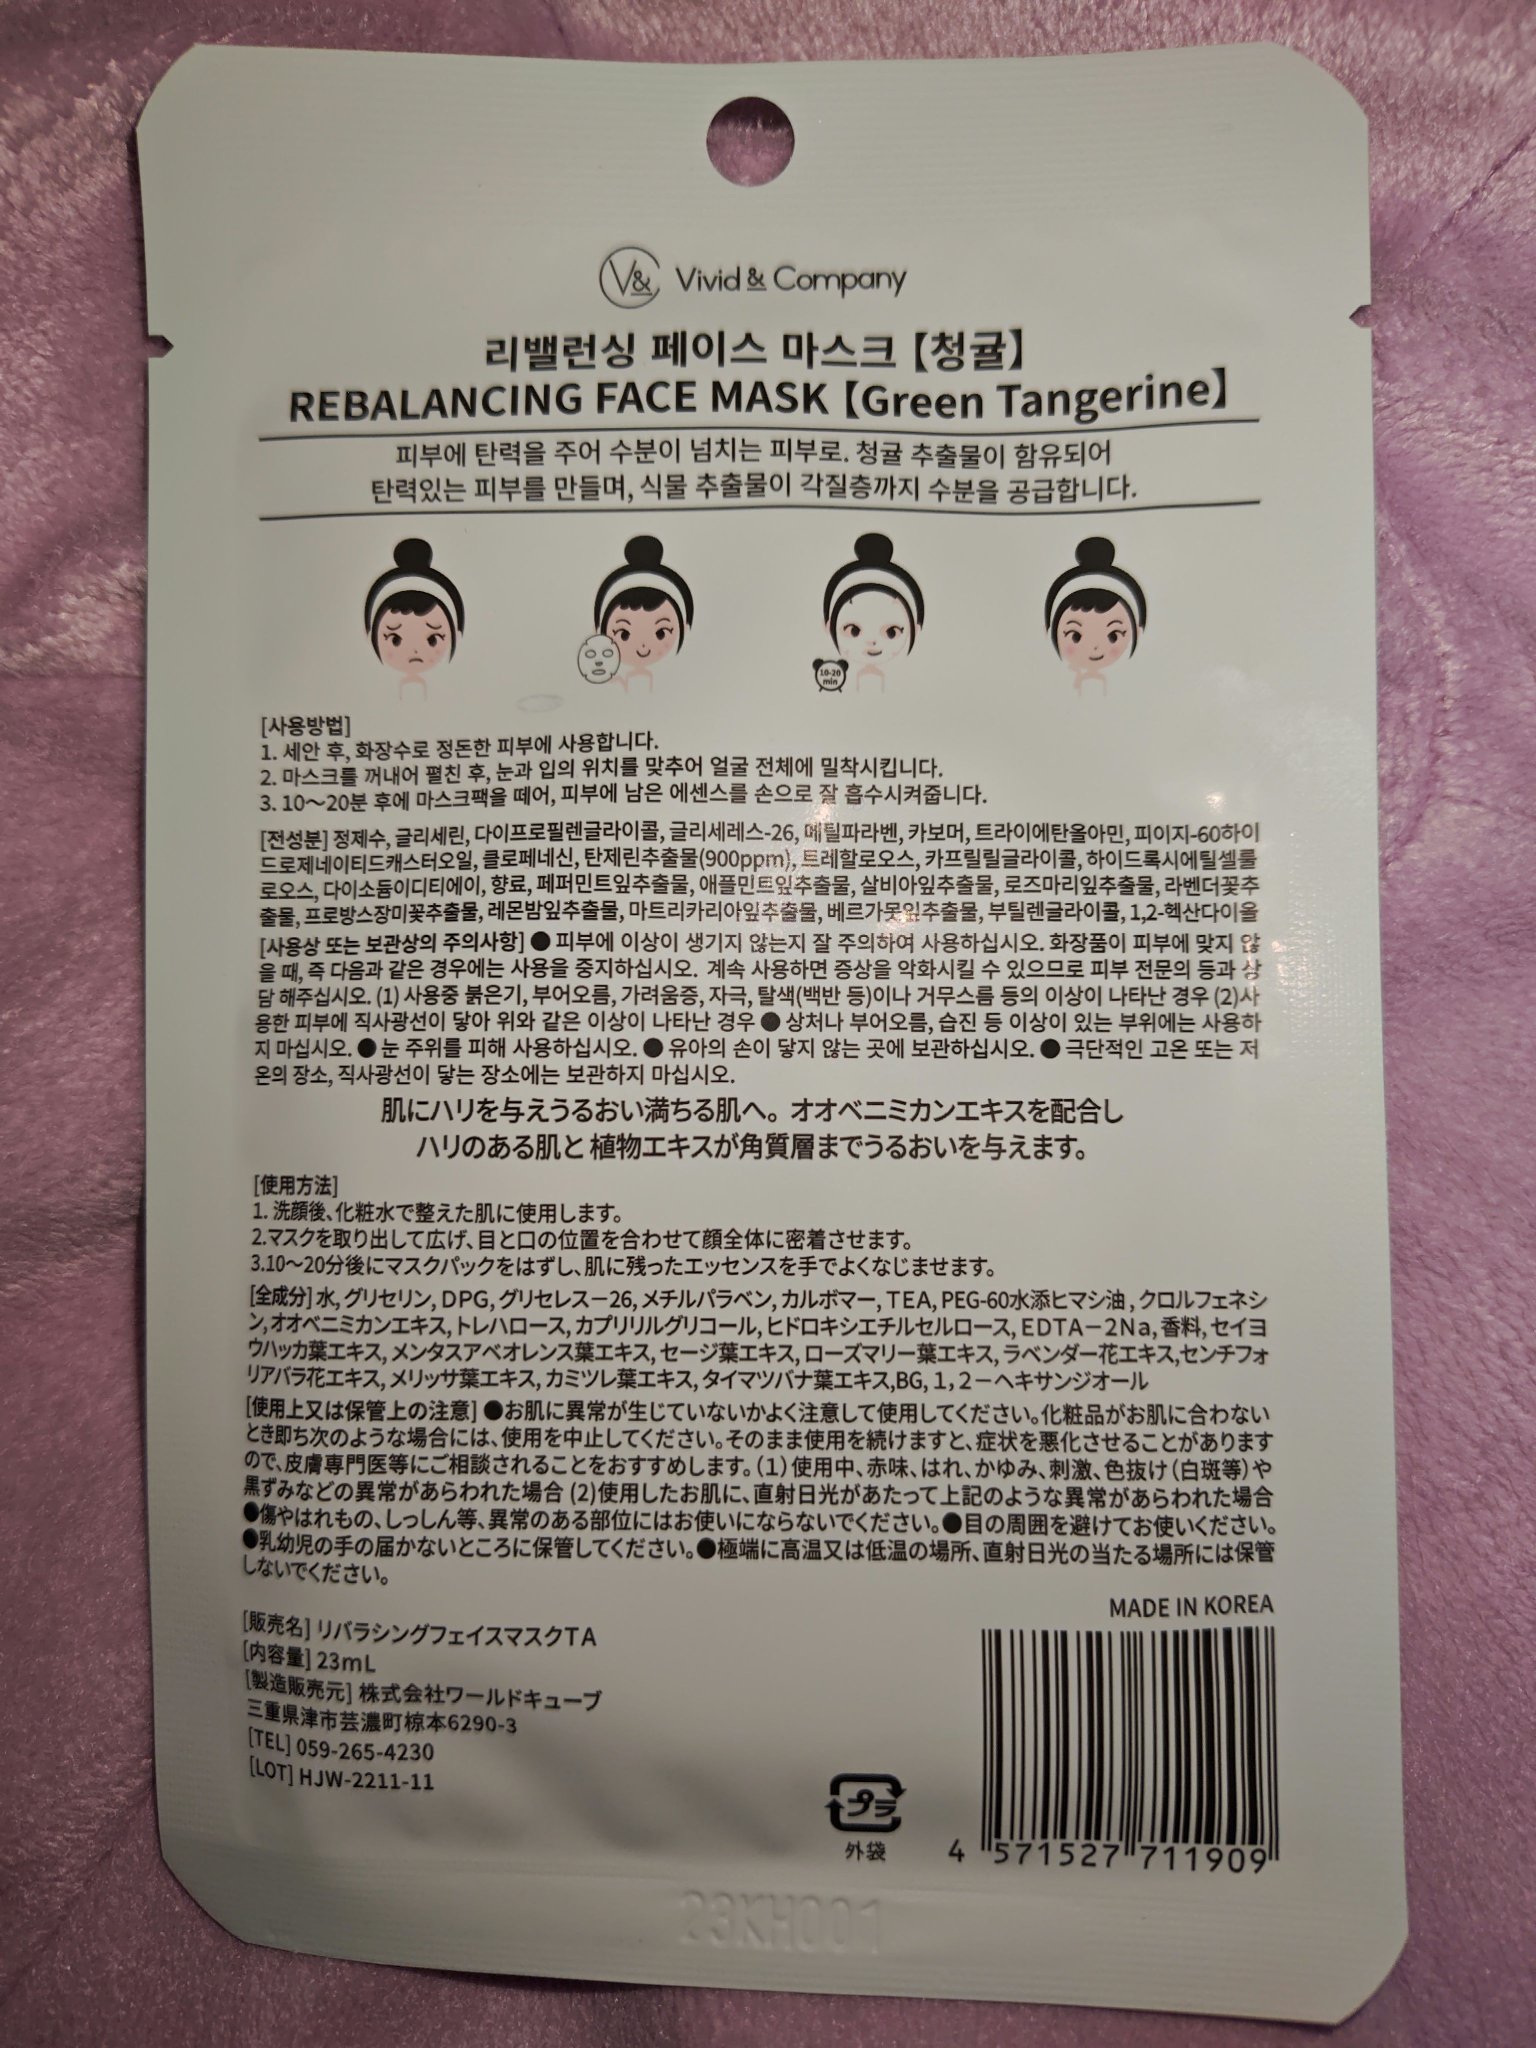 V& Vivid & Company
리밸런싱 페이스 마스크【청귤】
REBALANCING FACE MASK【Green Tangerine】
피부에 탄력을 주어 수분이 넘치는 피부로. 청귤 추출물이 함유되어
탄력있는 피부를 만들며, 식물 추출물이 각질층까지 수분을 공급합니다.
10-20
min
[사용방법]
1. 세안 후, 화장수로 정돈한 피부에 사용합니다.
2. 마스크를 꺼내어 펼친 후, 눈과 입의 위치를 맞추어 얼굴 전체에 밀착시킵니다.
3. 10～20분 후에 마스크팩을 떼어, 피부에 남은 에센스를 손으로 잘 흡수시켜줍니다.
[전성분] 정제수, 글리세린, 다이프로필렌글라이콜, 글리세레스-26, 메틸파라벤, 카보머, 트라이에탄올아민, 피이지-60하이
드로제네이티드캐스터오일, 클로페네신, 탄제린추출물(900ppm), 트레할로오스, 카프릴릴글라이콜, 하이드록시에틸셀룰
로오스, 다이소듐이디티에이, 향료, 페퍼민트잎추출물, 애플민트잎추출물, 살비아잎추출물, 로즈마리잎추출물, 라벤더꽃추
출물, 프로방스장미꽃추출물, 레몬밤잎추출물, 마트리카리아잎추출물, 베르가못잎추출물, 부틸렌글라이콜, 1,2-헥산다이올
[사용상 또는 보관상의 주의사항] ● 피부에 이상이 생기지 않는지 잘 주의하여 사용하십시오. 화장품이 피부에 맞지 않
을 때, 즉 다음과 같은 경우에는 사용을 중지하십시오. 계속 사용하면 증상을 악화시킬 수 있으므로 피부 전문의 등과 상
담 해주십시오. (1) 사용중 붉은기, 부어오름, 가려움증, 자극, 탈색(백반 등)이나 거무스름 등의 이상이 나타난 경우 (2)사
용한 피부에 직사광선이 닿아 위와 같은 이상이 나타난 경우 ● 상처나 부어오름, 습진 등 이상이 있는 부위에는 사용하
지 마십시오. ● 눈 주위를 피해 사용하십시오. ● 유아의 손이 닿지 않는 곳에 보관하십시오. ● 극단적인 고온 또는 저
온의 장소, 직사광선이 닿는 장소에는 보관하지 마십시오.
肌にハリを与えうるおい満ちる肌へ。オオベニミカンエキスを配合し
ハリのある肌と植物エキスが角質層までうるおいを与えます。
[使用方法]
1. 洗顔後、化粧水で整えた肌に使用します。
2.マスクを取り出して広げ、目と口の位置を合わせて顔全体に密着させます。
3.10～20分後にマスクパックをはずし、肌に残ったエッセンスを手でよくなじませます。
[全成分] 水, グリセリン, DPG, グリセレス－26, メチルパラベン, カルボマー, TEA, PEG-60水添ヒマシ油, クロルフェネシ
ン, オオベニミカンエキス, トレハロース, カプリリルグリコール, ヒドロキシエチルセルロース, EDTA－2Na, 香料, セイヨ
ウハッカ葉エキス, メンタスアベオレンス葉エキス, セージ葉エキス, ローズマリー葉エキス, ラベンダー花エキス,センチフォ
リアバラ花エキス, メリッサ葉エキス, カミツレ葉エキス, タイマツバナ葉エキス,BG, 1, 2－ヘキサンジオール
[使用上又は保管上の注意] ●お肌に異常が生じていないかよく注意して使用してください。化粧品がお肌に合わない
とき即ち次のような場合には、使用を中止してください。そのまま使用を続けますと、症状を悪化させることがあります
ので、皮膚専門医等にご相談されることをおすすめします。(1) 使用中、赤味、はれ、かゆみ、刺激、色抜け（白斑等）や
黒ずみなどの異常があらわれた場合 (2)使用したお肌に、直射日光があたって上記のような異常があらわれた場合
●傷やはれもの、しっしん等、異常のある部位にはお使いにならないでください。●目の周囲を避けてお使いください。
●乳幼児の手の届かないところに保管してください。●極端に高温又は低温の場所、直射日光の当たる場所には保管
しないでください。
MADE IN KOREA
[販売名] リバラシングフェイスマスクTA
[内容量] 23mL
[製造販売元] 株式会社ワールドキューブ
三重県津市芸濃町椋本6290-3
[TEL] 059-265-4230
[LOT] HJW-2211-11
プラ
外袋
4 571527 711909
23KH001